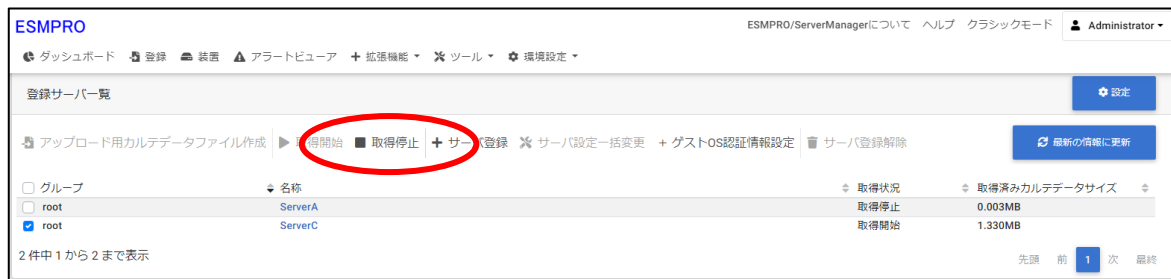 ESMPRO
ESMPRO/ServerManagerについて ヘルプ クラシックモード Administrator
ダッシュボード 登録 装置 アラートビューア 拡張機能 ツール 環境設定
登録サーバ一覧 設定
アップロード用カルテデータファイル作成 取得開始 取得停止 サーバ登録 サーバ設定一括変更 + ゲストOS認証情報設定 サーバ登録解除 最新の情報に更新
グループ 名称 取得状況 取得済みカルテデータサイズ
root ServerA 取得停止 0.003MB
root ServerC 取得開始 1.330MB
2 件中 1 から 2 まで表示 先頭 前 1 次 最終